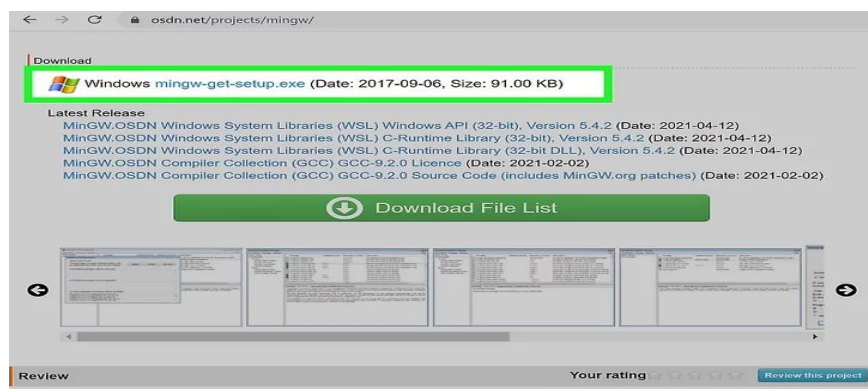 osdn.net/projects/mingw/
Download
Windows mingw-get-setup.exe (Date: 2017-09-06, Size: 91.00 KB)
Latest Release
MinGW.OSDN Windows System Libraries (WSL) Windows API (32-bit), Version 5.4.2 (Date: 2021-04-12)
MinGW.OSDN Windows System Libraries (WSL) C-Runtime Library (32-bit), Version 5.4.2 (Date: 2021-04-12)
MinGW.OSDN Windows System Libraries (WSL) C-Runtime Library (32-bit DLL), Version 5.4.2 (Date: 2021-04-12)
MinGW.OSDN Compiler Collection (GCC) GCC-9.2.0 Licence (Date: 2021-02-02)
MinGW.OSDN Compiler Collection (GCC) GCC-9.2.0 Source Code (includes MinGW.org patches) (Date: 2021-02-02)
Download File List
Review
Your rating
Review this project